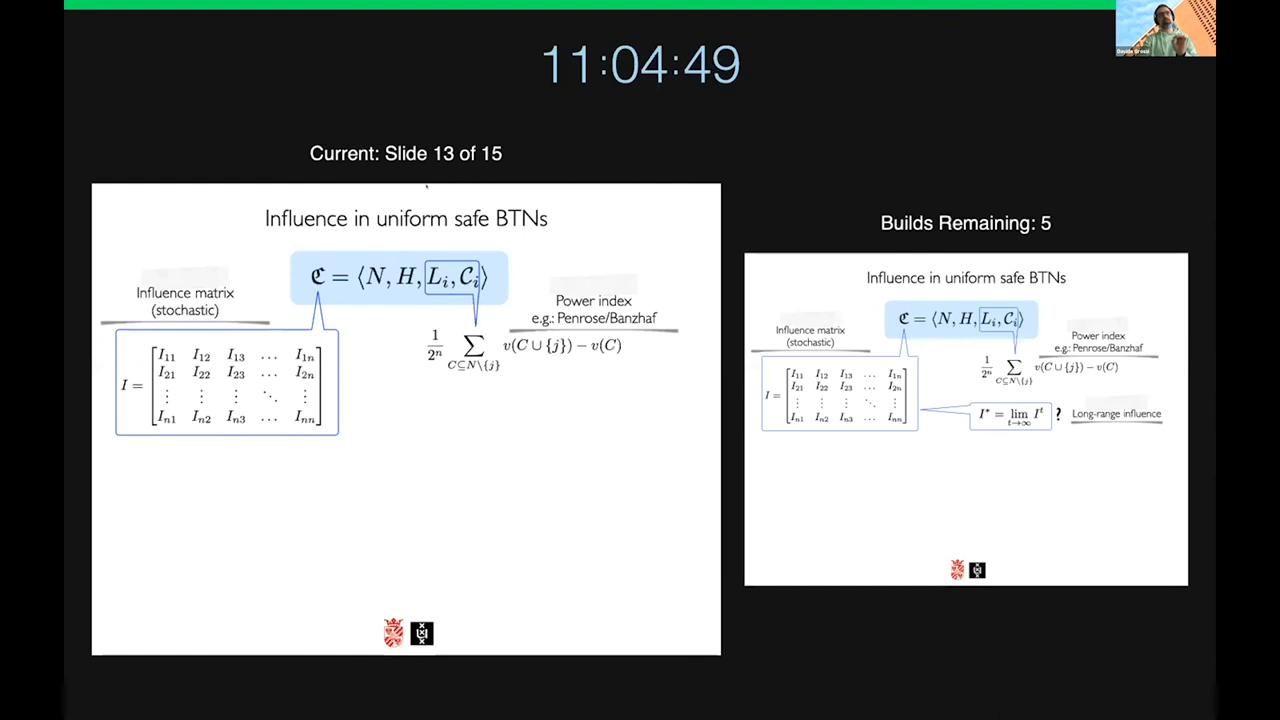 Davide Grossi
11:04:49
Current: Slide 13 of 15
Influence in uniform safe BTNs
ℭ = ⟨N, H, L_i, 𝒞_i⟩
Influence matrix
(stochastic)
Power index
e.g.: Penrose/Banzhaf
1/2^n ∑_{C⊆N\{j}} v(C ∪ {j}) − v(C)
I =
I_11 I_12 I_13 … I_1n
I_21 I_22 I_23 … I_2n
⋮ ⋮ ⋮ ⋱ ⋮
I_n1 I_n2 I_n3 … I_nn
Builds Remaining: 5
Influence in uniform safe BTNs
ℭ = ⟨N, H, L_i, 𝒞_i⟩
Influence matrix
(stochastic)
Power index
e.g.: Penrose/Banzhaf
1/2^n ∑_{C⊆N\{j}} v(C ∪ {j}) − v(C)
I =
I_11 I_12 I_13 … I_1n
I_21 I_22 I_23 … I_2n
⋮ ⋮ ⋮ ⋱ ⋮
I_n1 I_n2 I_n3 … I_nn
I* = lim_{t→∞} I^t ? Long-range influence